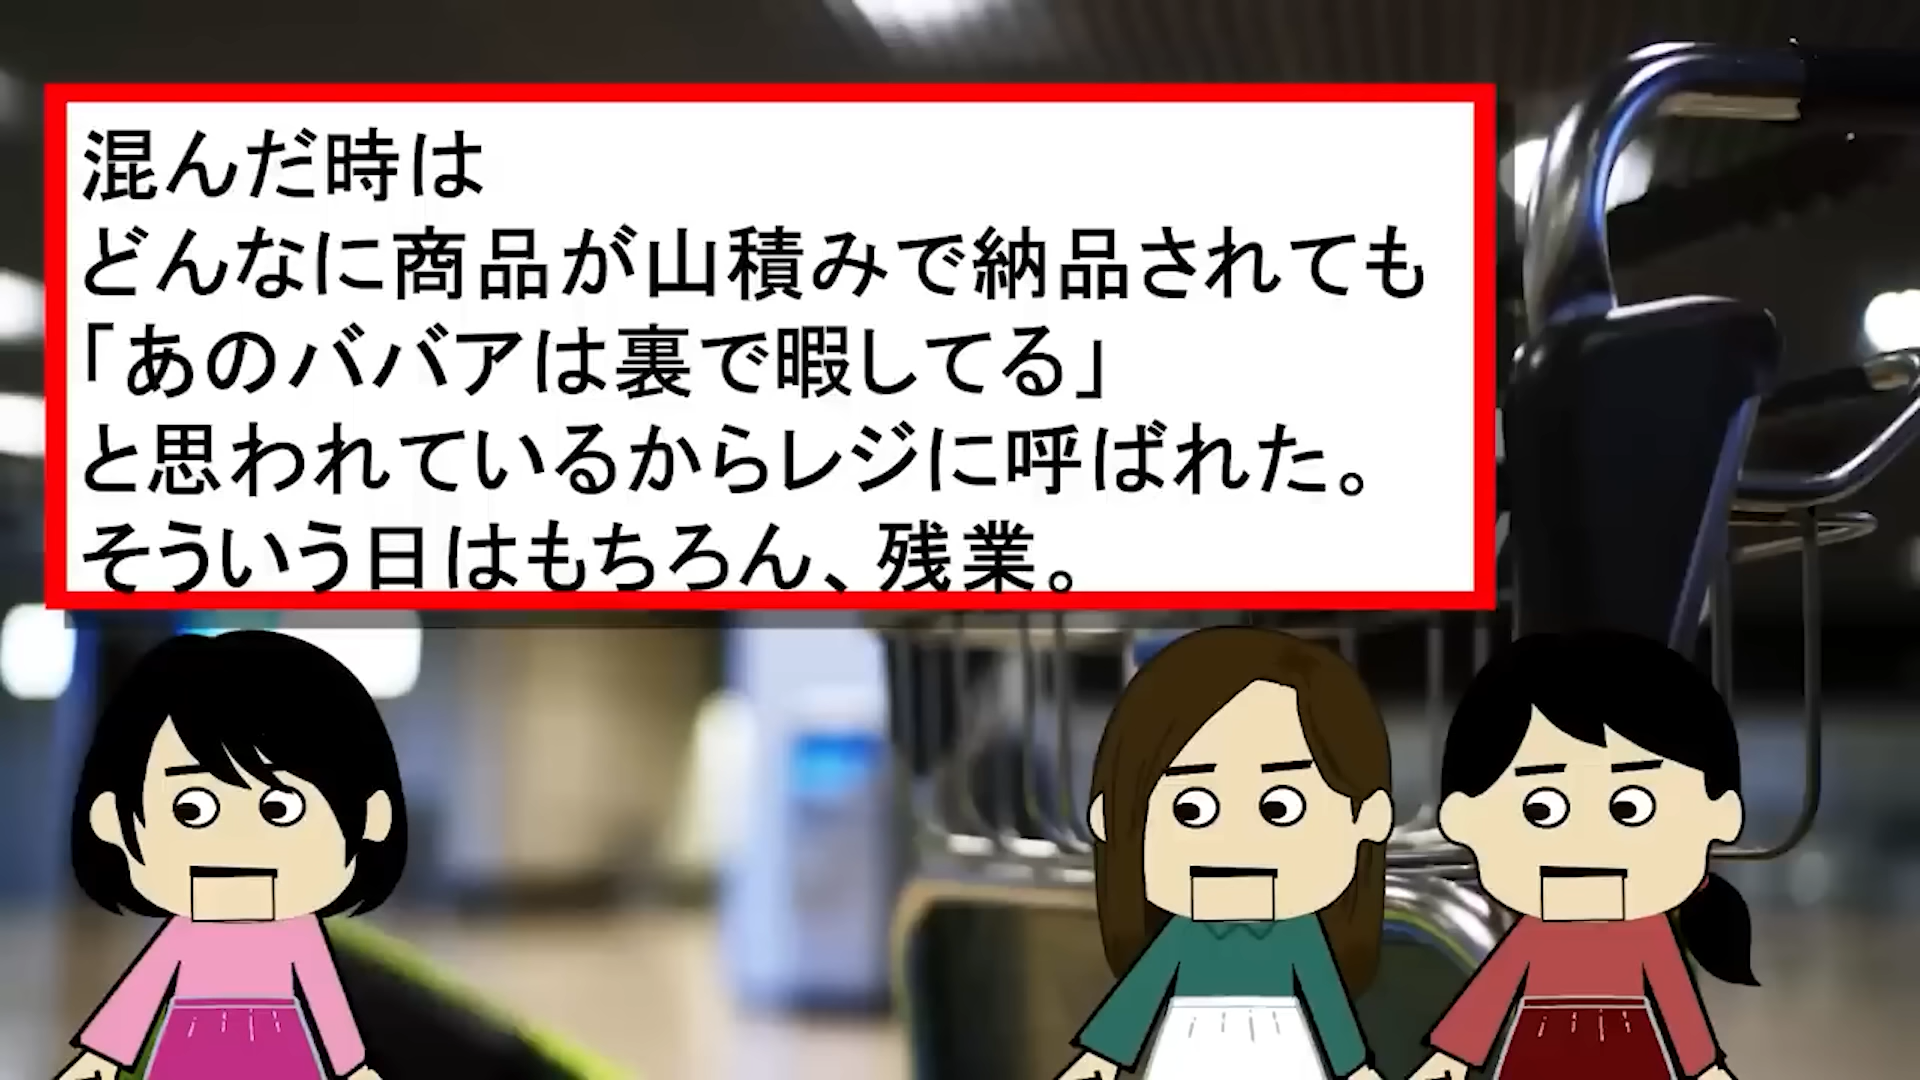 混んだ時は
どんなに商品が山積みで納品されても
「あのババアは裏で暇してる」
と思われているからレジに呼ばれた。
そういう日はもちろん、残業。